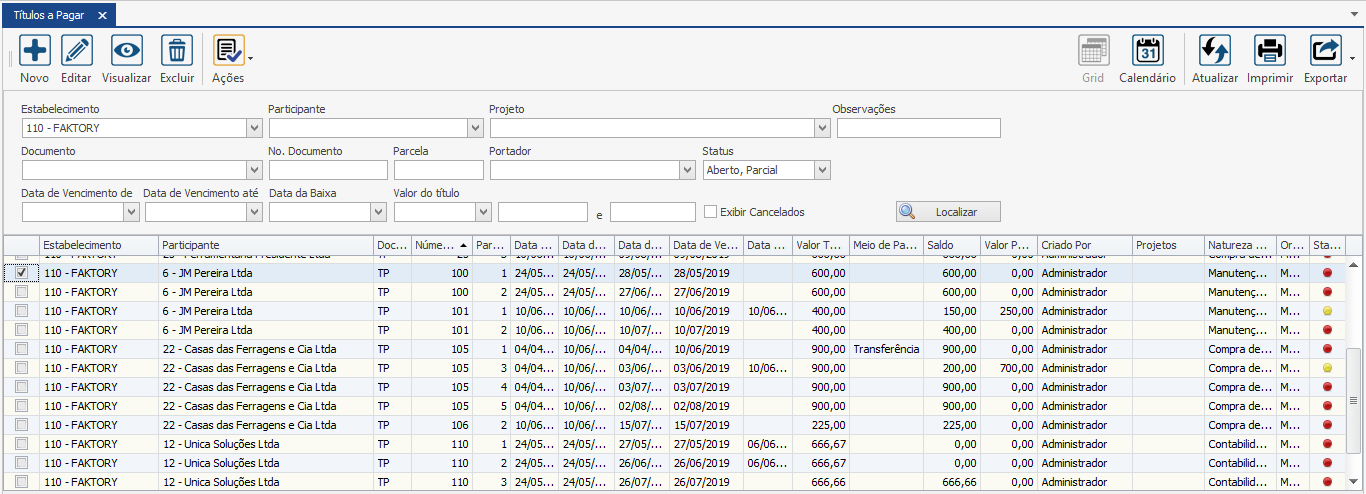 Títulos a Pagar
Novo Editar Visualizar Excluir Ações Grid 31 Calendário Atualizar Imprimir Exportar
Estabelecimento Participante Projeto Observações
110 - FAKTORY
Documento No. Documento Parcela Portador Status
Aberto, Parcial
Data de Vencimento de Data de Vencimento até Data da Baixa Valor do título
e Exibir Cancelados Localizar
Estabelecimento Participante Doc... Núme... Par... Data ... Data d... Data d... Data de Ve... Data ... Valor T... Meio de Pa... Saldo Valor P... Criado Por Projetos Natureza ... Or... Sta...
110 - FAKTORY 6 - JM Pereira Ltda TP 100 1 24/05... 24/05/... 28/05/... 28/05/2019 600,00 600,00 0,00 Administrador Manutenç... M...
110 - FAKTORY 6 - JM Pereira Ltda TP 100 2 24/05... 24/05/... 27/06/... 27/06/2019 600,00 600,00 0,00 Administrador Manutenç... M...
110 - FAKTORY 6 - JM Pereira Ltda TP 101 1 10/06... 10/06/... 10/06/... 10/06/2019 10/06... 400,00 150,00 250,00 Administrador Manutenç... M...
110 - FAKTORY 6 - JM Pereira Ltda TP 101 2 10/06... 10/06/... 10/07/... 10/07/2019 400,00 400,00 0,00 Administrador Manutenç... M...
110 - FAKTORY 22 - Casas das Ferragens e Cia Ltda TP 105 1 04/04... 10/06/... 04/04/... 10/06/2019 900,00 Transferência 900,00 0,00 Administrador Compra de... M...
110 - FAKTORY 22 - Casas das Ferragens e Cia Ltda TP 105 3 04/04... 10/06/... 03/06/... 03/06/2019 10/06... 900,00 200,00 700,00 Administrador Compra de... M...
110 - FAKTORY 22 - Casas das Ferragens e Cia Ltda TP 105 4 04/04... 10/06/... 03/07/... 03/07/2019 900,00 900,00 0,00 Administrador Compra de... M...
110 - FAKTORY 22 - Casas das Ferragens e Cia Ltda TP 105 5 04/04... 10/06/... 02/08/... 02/08/2019 900,00 900,00 0,00 Administrador Compra de... M...
110 - FAKTORY 22 - Casas das Ferragens e Cia Ltda TP 106 2 10/06... 10/06/... 15/07/... 15/07/2019 225,00 225,00 0,00 Administrador Compra de... M...
110 - FAKTORY 12 - Unica Soluções Ltda TP 110 1 24/05... 24/05/... 27/05/... 27/05/2019 06/06... 666,67 0,00 0,00 Administrador Contabilid... M...
110 - FAKTORY 12 - Unica Soluções Ltda TP 110 2 24/05... 24/05/... 26/06/... 26/06/2019 06/06... 666,67 0,00 0,00 Administrador Contabilid... M...
110 - FAKTORY 12 - Unica Soluções Ltda TP 110 3 24/05... 24/05/... 26/07/... 26/07/2019 666,66 666,66 0,00 Administrador Contabilid... M...